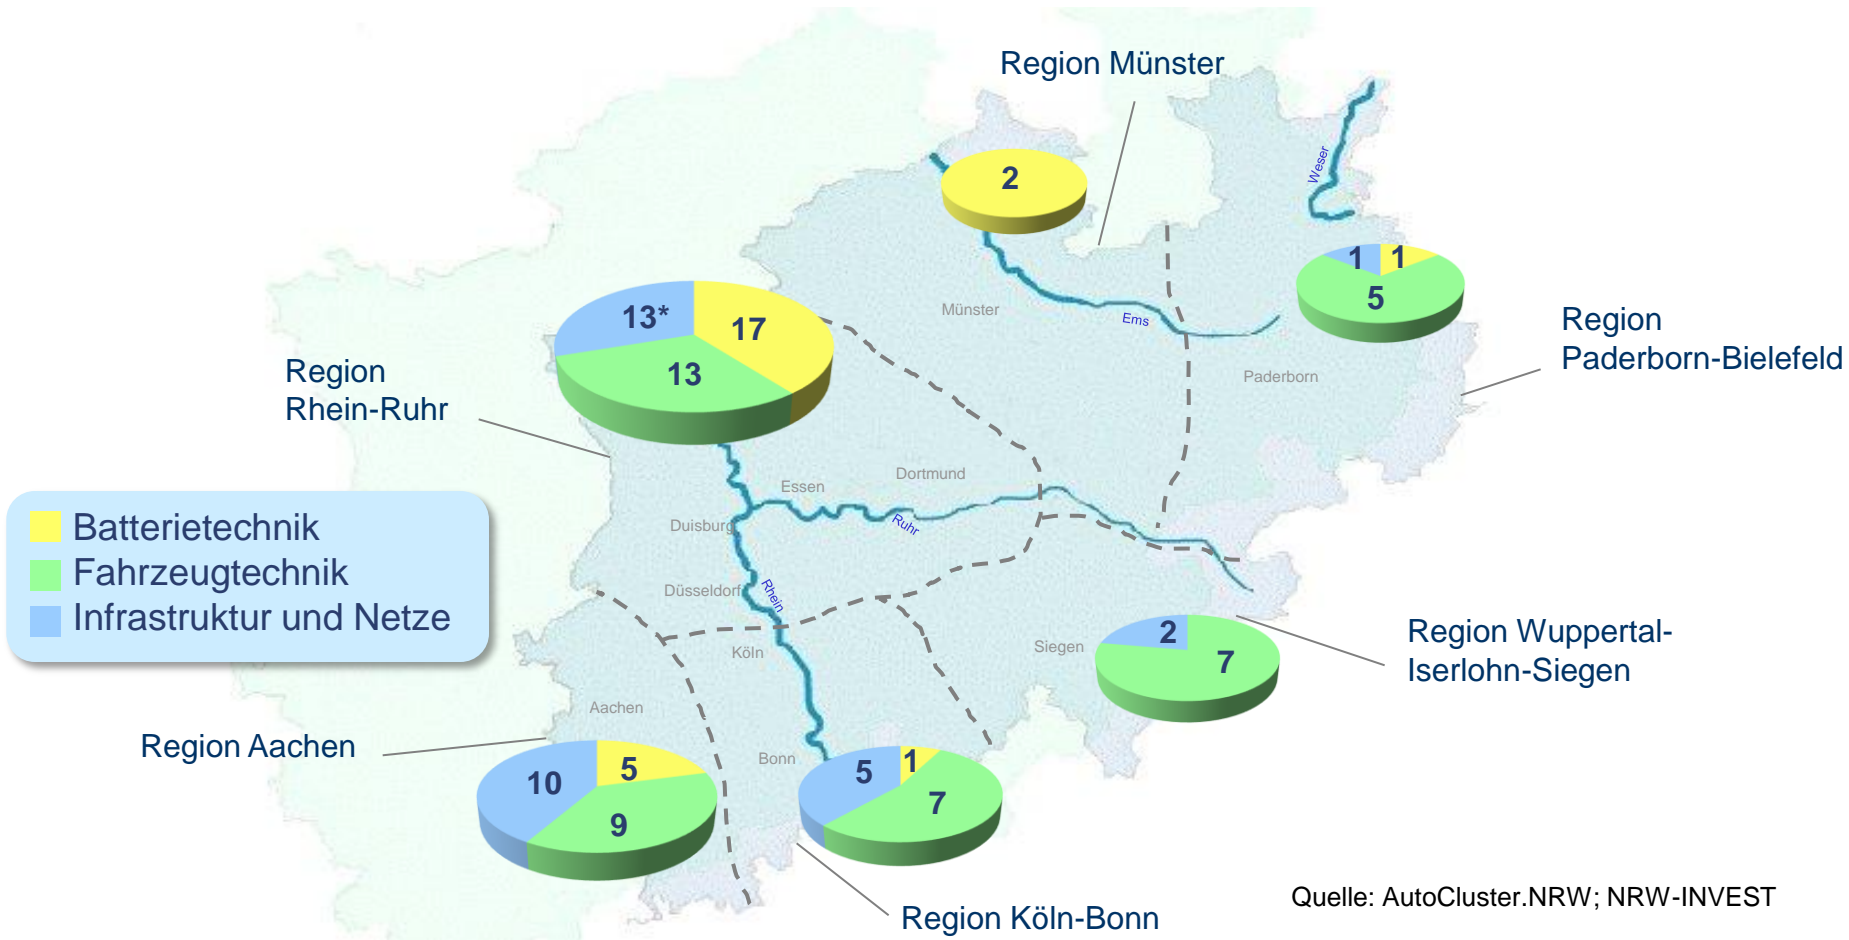 Region Münster
2
Weser
1
1
5
Münster
Ems
Region
Paderborn-Bielefeld
13*
17
13
Region
Rhein-Ruhr
Paderborn
Dortmund
Essen
Duisburg
Ruhr
Batterietechnik
Fahrzeugtechnik
Infrastruktur und Netze
Düsseldorf
Rhein
Köln
Siegen
2
7
Region Wuppertal-
Iserlohn-Siegen
Aachen
Region Aachen
Bonn
10
5
9
5
1
7
Quelle: AutoCluster.NRW; NRW-INVEST
Region Köln-Bonn